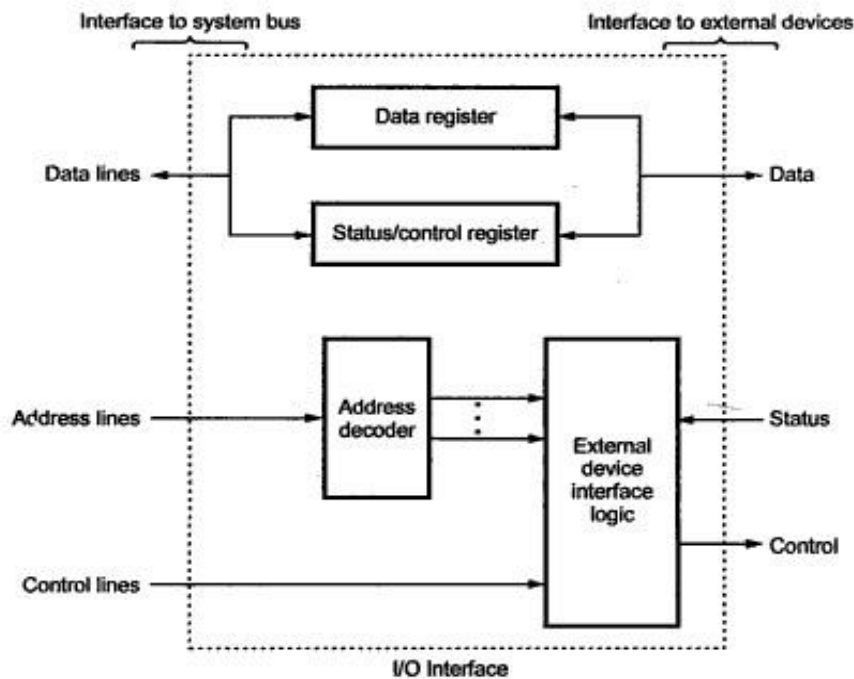 Interface to system bus
Interface to external devices
Data register
Data lines
Data
Status/control register
Address lines
Address
decoder
External
device
interface
logic
Status
Control
Control lines
I/O Interface